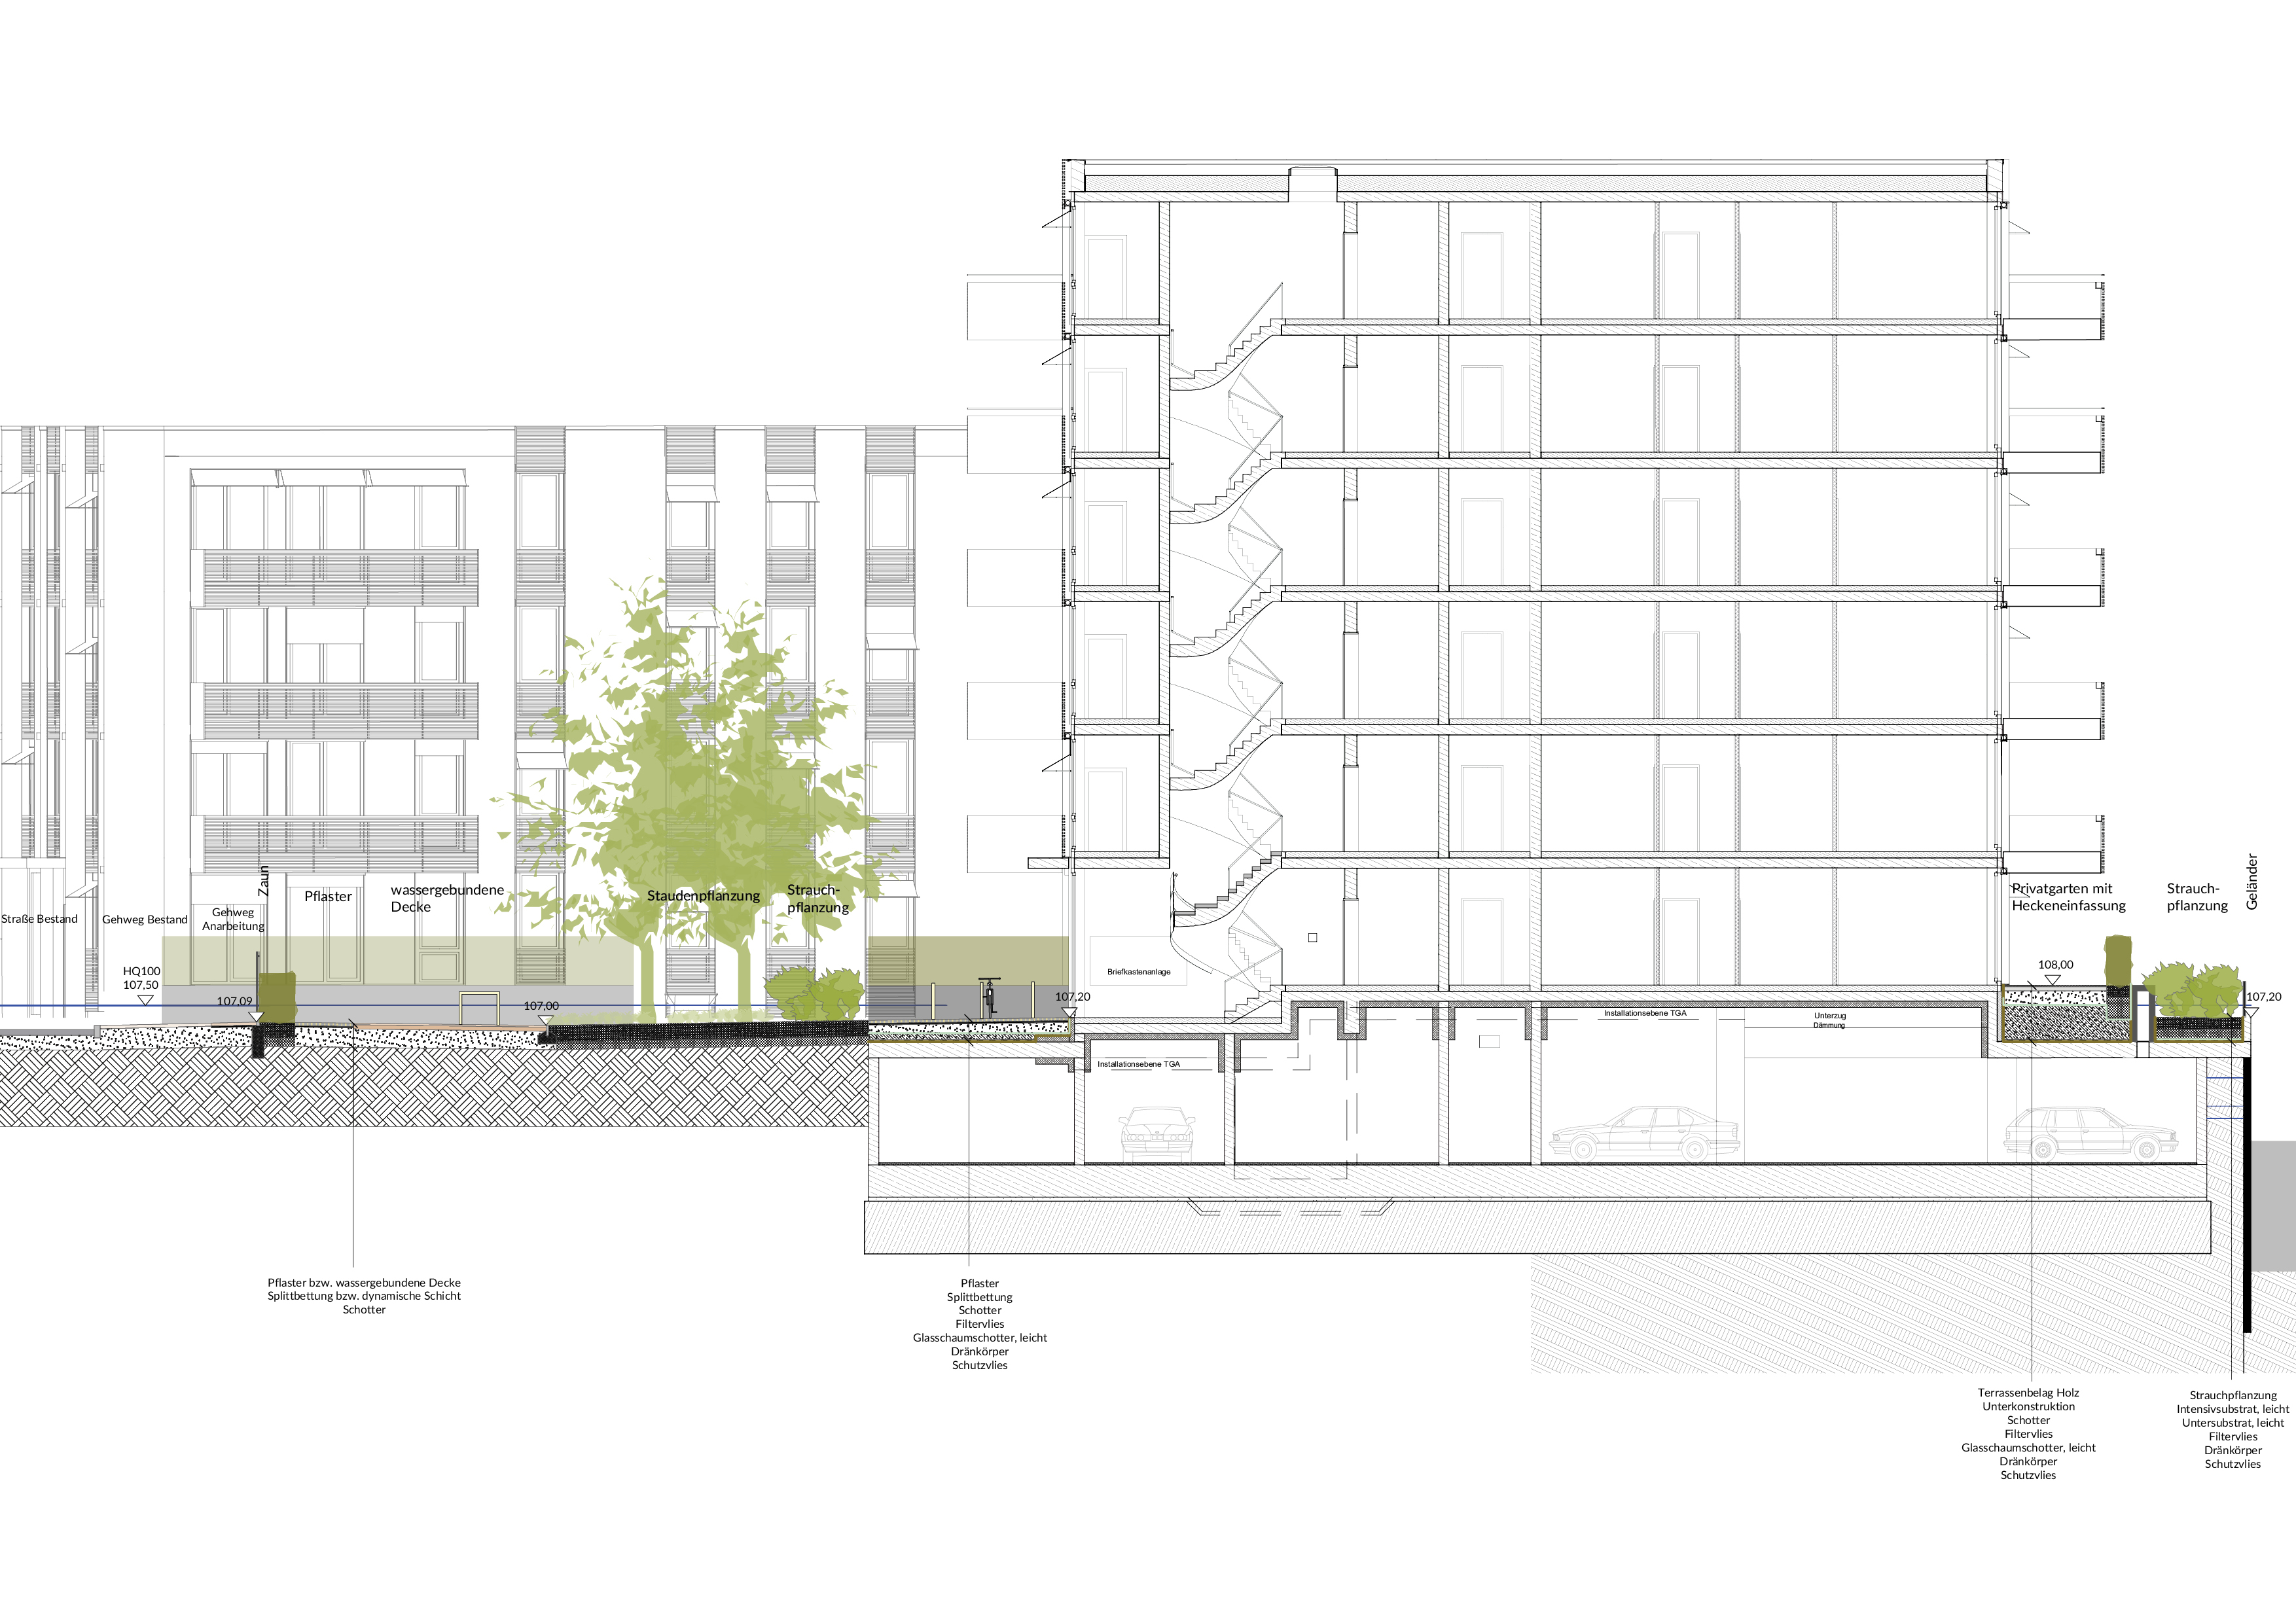 Zaun
Pflaster
wassergebundene
Decke
Staudenpflanzung
Strauch-
pflanzung
Privatgarten mit
Heckeneinfassung
Strauch-
pflanzung
Geländer
Straße Bestand
Gehweg Bestand
Gehweg
Anarbeitung
HQ100
107,50
107,09
107,00
107,20
Briefkastenanlage
108,00
107,20
Installationsebene TGA
Unterzug
Dämmung
Installationsebene TGA
Pflaster bzw. wassergebundene Decke
Splittbettung bzw. dynamische Schicht
Schotter
Pflaster
Splittbettung
Schotter
Filtervlies
Glasschaumschotter, leicht
Dränkörper
Schutzvlies
Terrassenbelag Holz
Unterkonstruktion
Schotter
Filtervlies
Glasschaumschotter, leicht
Dränkörper
Schutzvlies
Strauchpflanzung
Intensivsubstrat, leicht
Untersubstrat, leicht
Filtervlies
Dränkörper
Schutzvlies